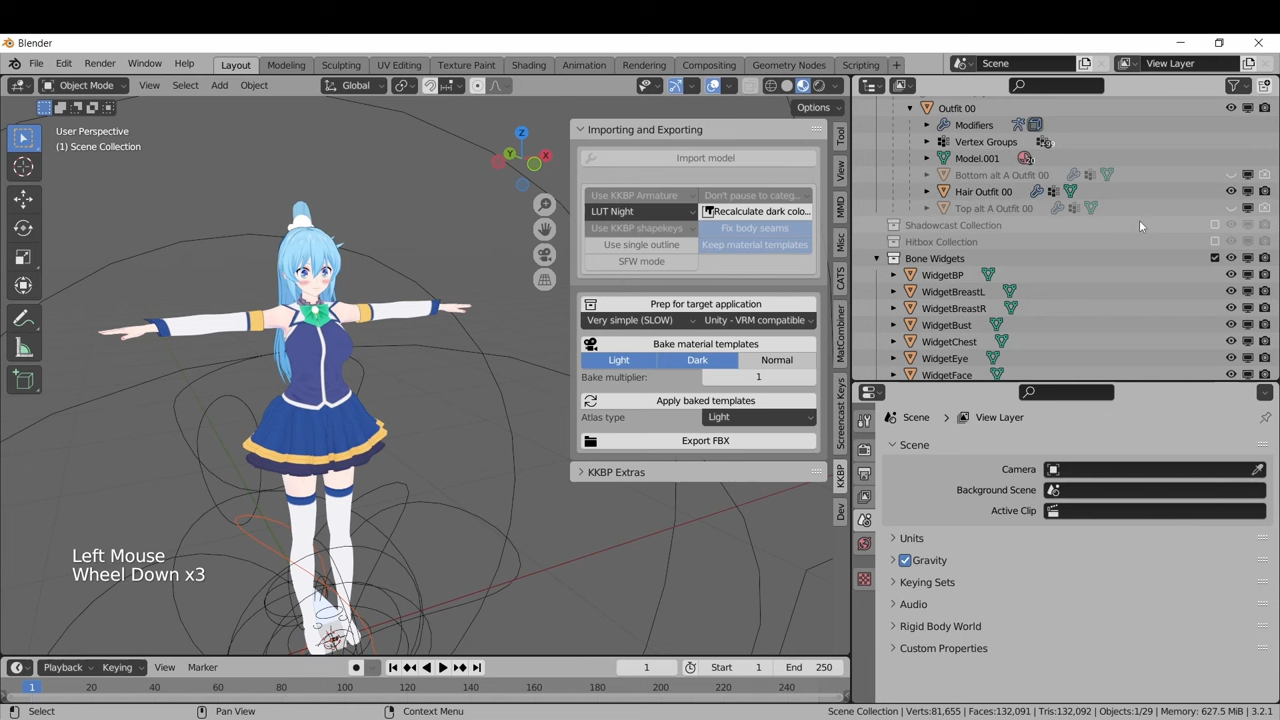 Blender
File Edit Render Window Help Layout Modeling Sculpting UV Editing Texture Paint Shading Animation Rendering Compositing Geometry Nodes Scripting + Scene View Layer
Object Mode View Select Add Object Global
Options
User Perspective
(1) Scene Collection
Z
Y
X
Importing and Exporting
Import model
Use KKBP Armature Don't pause to categ...
LUT Night Recalculate dark colo...
Use KKBP shapekeys Fix body seams
Use single outline Keep material templates
SFW mode
Prep for target application
Very simple (SLOW) Unity - VRM compatible
Bake material templates
Light Dark Normal
Bake multiplier: 1
Apply baked templates
Atlas type Light
Export FBX
KKBP Extras
Tool
View
MMD
Misc
CATS
MatCombiner
Screencast Keys
KKBP
Dev
Outfit 00
Modifiers
Vertex Groups
Model.001
Bottom alt A Outfit 00
Hair Outfit 00
Top alt A Outfit 00
Shadowcast Collection
Hitbox Collection
Bone Widgets
WidgetBP
WidgetBreastL
WidgetBreastR
WidgetBust
WidgetChest
WidgetEye
WidgetFace
Scene View Layer
Scene
Camera
Background Scene
Active Clip
Units
Gravity
Keying Sets
Audio
Rigid Body World
Custom Properties
Left Mouse
Wheel Down x3
Playback Keying View Marker 1 Start 1 End 250
1 20 40 60 80 100 120 140 160 180 200 220 240
Select Pan View Context Menu Scene Collection | Verts:81,655 | Faces:132,091 | Tris:132,092 | Objects:1/29 | Memory: 627.5 MiB | 3.2.1